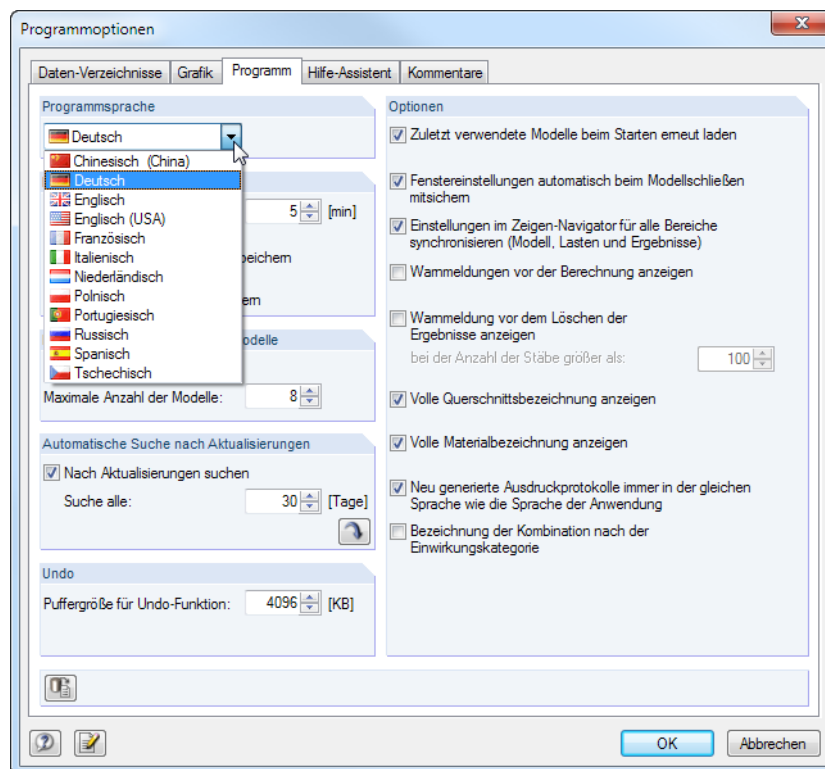 Programmoptionen
Daten-Verzeichnisse Grafik Programm Hilfe-Assistent Kommentare
Programmsprache
Deutsch
Chinesisch (China)
Deutsch
Englisch
Englisch (USA)
Französisch
Italienisch
Niederländisch
Polnisch
Portugiesisch
Russisch
Spanisch
Tschechisch
5 [min]
Maximale Anzahl der Modelle: 8
Automatische Suche nach Aktualisierungen
Nach Aktualisierungen suchen
Suche alle: 30 [Tage]
Undo
Puffergröße für Undo-Funktion: 4096 [KB]
Optionen
Zuletzt verwendete Modelle beim Starten erneut laden
Fenstereinstellungen automatisch beim Modellschließen
mitsichern
Einstellungen im Zeigen-Navigator für alle Bereiche
synchronisieren (Modell, Lasten und Ergebnisse)
Warnmeldungen vor der Berechnung anzeigen
Warnmeldung vor dem Löschen der
Ergebnisse anzeigen
bei der Anzahl der Stäbe größer als: 100
Volle Querschnittsbezeichnung anzeigen
Volle Materialbezeichnung anzeigen
Neu generierte Ausdruckprotokolle immer in der gleichen
Sprache wie die Sprache der Anwendung
Bezeichnung der Kombination nach der
Einwirkungskategorie
OK Abbrechen